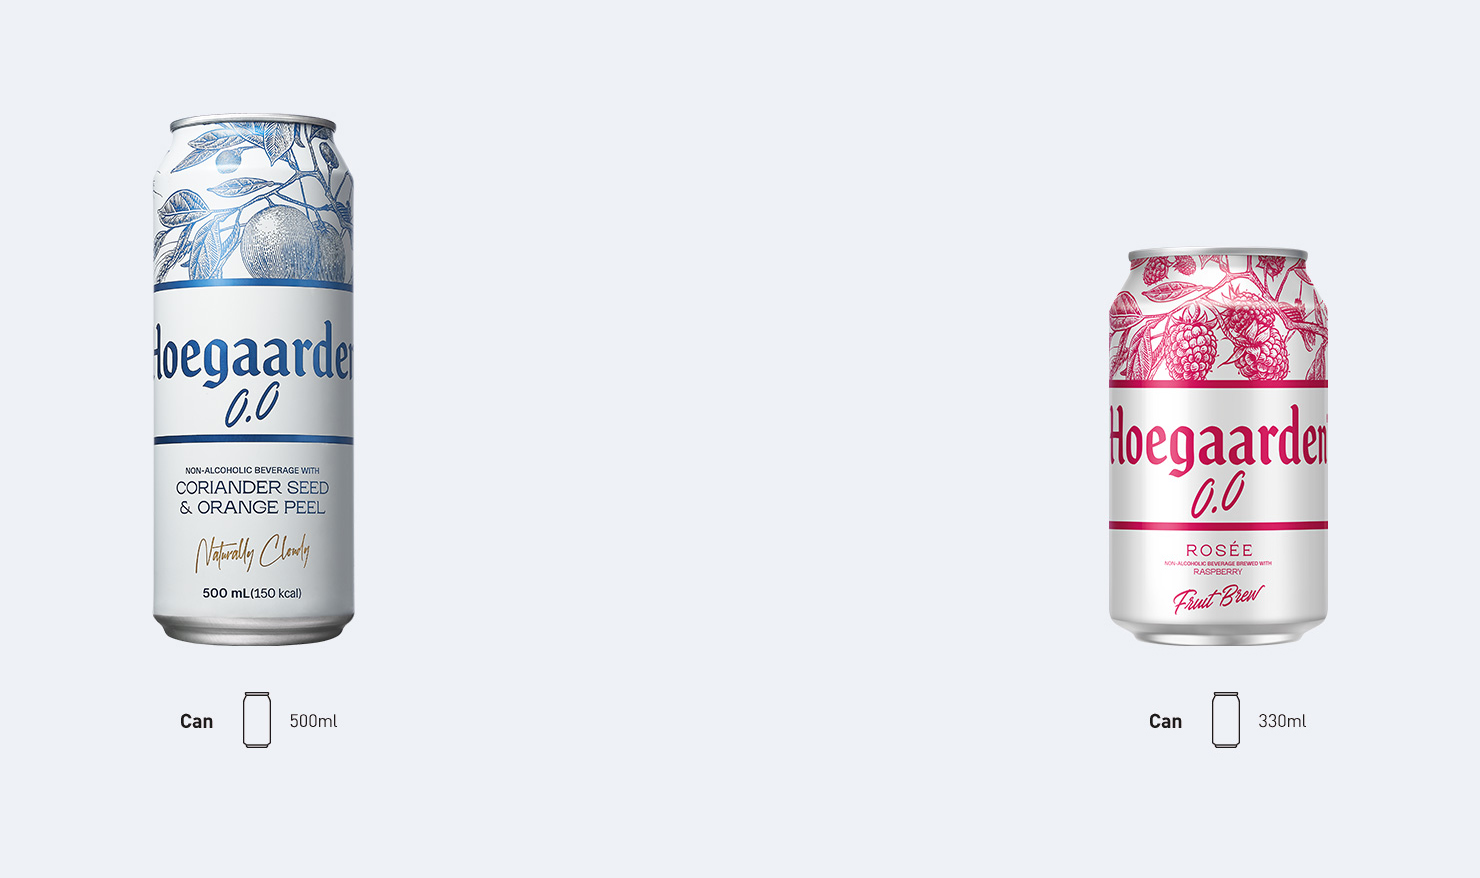 Hoegaarden
0.0
NON-ALCOHOLIC BEVERAGE WITH
CORIANDER SEED
& ORANGE PEEL
Naturally Cloudy
500 mL(150 kcal)
Can 500ml
Hoegaarden
0.0
ROSÉE
NON-ALCOHOLIC BEVERAGE BREWED WITH
RASPBERRY
Fruit Brew
Can 330ml